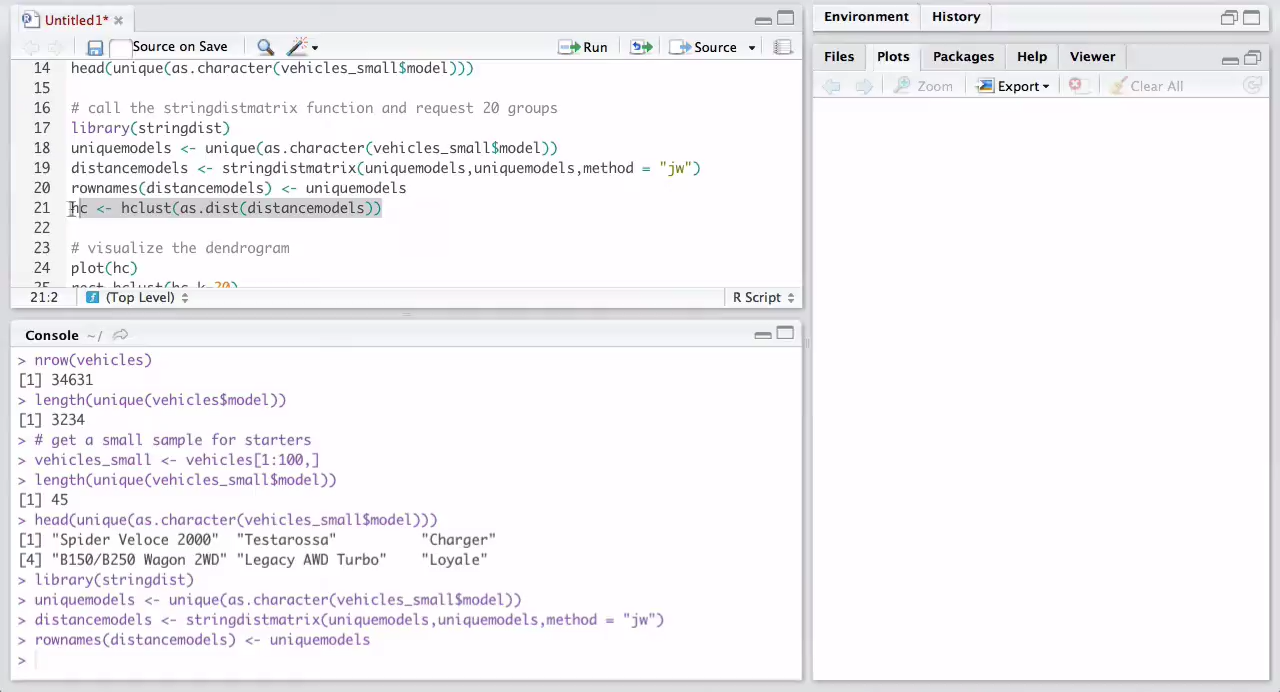 Untitled1*
Source on Save
Run
Source
14 head(unique(as.character(vehicles_small$model)))
15
16 # call the stringdistmatrix function and request 20 groups
17 library(stringdist)
18 uniquemodels <- unique(as.character(vehicles_small$model))
19 distancemodels <- stringdistmatrix(uniquemodels,uniquemodels,method = "jw")
20 rownames(distancemodels) <- uniquemodels
21 hc <- hclust(as.dist(distancemodels))
22
23 # visualize the dendrogram
24 plot(hc)
25 rect.hclust(hc,k=20)
21:2 (Top Level) R Script
Console ~/
> nrow(vehicles)
[1] 34631
> length(unique(vehicles$model))
[1] 3234
> # get a small sample for starters
> vehicles_small <- vehicles[1:100,]
> length(unique(vehicles_small$model))
[1] 45
> head(unique(as.character(vehicles_small$model)))
[1] "Spider Veloce 2000" "Testarossa" "Charger"
[4] "B150/B250 Wagon 2WD" "Legacy AWD Turbo" "Loyale"
> library(stringdist)
> uniquemodels <- unique(as.character(vehicles_small$model))
> distancemodels <- stringdistmatrix(uniquemodels,uniquemodels,method = "jw")
> rownames(distancemodels) <- uniquemodels
>
Environment History
Files Plots Packages Help Viewer
Zoom Export Clear All